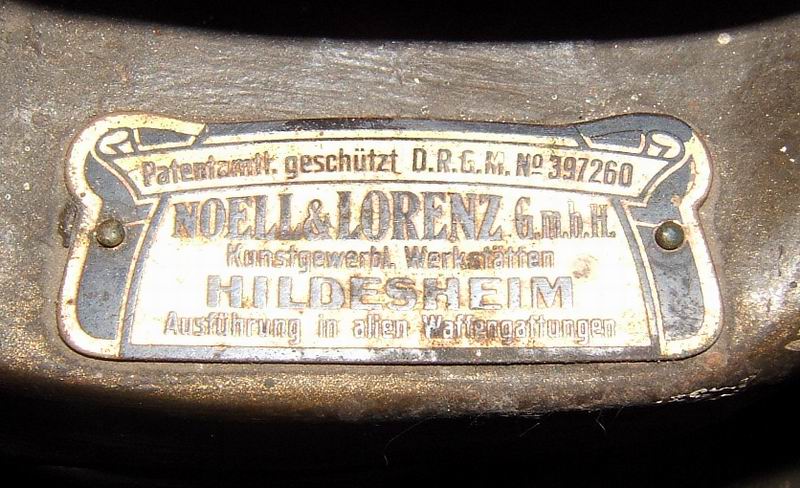 Patentamtl. geschützt D.R.G.M. No 397260
NOELL & LORENZ G.m.b.H.
Kunstgewerbl. Werkstätten
HILDESHEIM
Ausführung in allen Waffengattungen